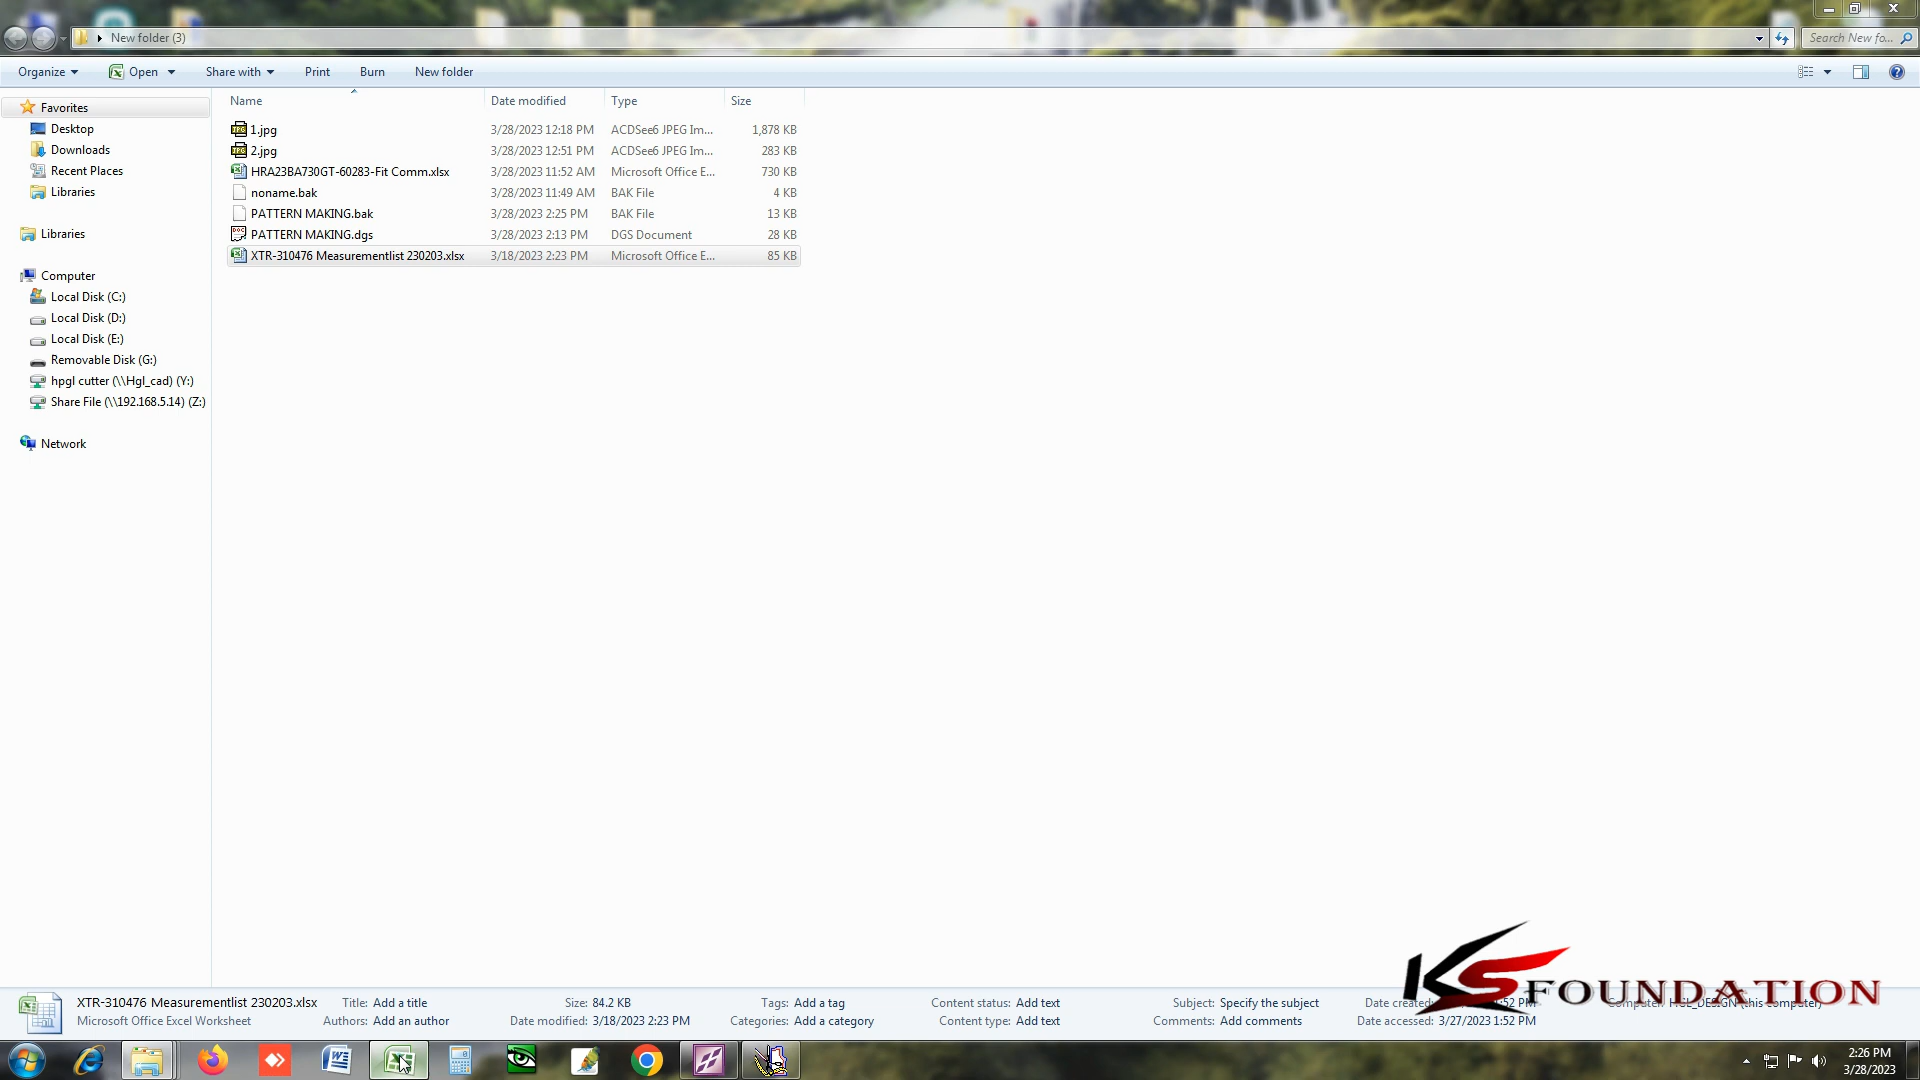 New folder (3)
Search New fo...
Organize Open Share with Print Burn New folder
Name Date modified Type Size
Favorites
Desktop
Downloads
Recent Places
Libraries
Libraries
Computer
Local Disk (C:)
Local Disk (D:)
Local Disk (E:)
Removable Disk (G:)
hpgl cutter (\\Hgl_cad) (Y:)
Share File (\\192.168.5.14) (Z:)
Network
1.jpg 3/28/2023 12:18 PM ACDSee6 JPEG Im... 1,878 KB
2.jpg 3/28/2023 12:51 PM ACDSee6 JPEG Im... 283 KB
HRA23BA730GT-60283-Fit Comm.xlsx 3/28/2023 11:52 AM Microsoft Office E... 730 KB
noname.bak 3/28/2023 11:49 AM BAK File 4 KB
PATTERN MAKING.bak 3/28/2023 2:25 PM BAK File 13 KB
PATTERN MAKING.dgs 3/28/2023 2:13 PM DGS Document 28 KB
XTR-310476 Measurementlist 230203.xlsx 3/18/2023 2:23 PM Microsoft Office E... 85 KB
XTR-310476 Measurementlist 230203.xlsx Title: Add a title Size: 84.2 KB Tags: Add a tag Content status: Add text Subject: Specify the subject Date created: 1:52 PM Computer: HGL_DESIGN (this computer)
Microsoft Office Excel Worksheet Authors: Add an author Date modified: 3/18/2023 2:23 PM Categories: Add a category Content type: Add text Comments: Add comments Date accessed: 3/27/2023 1:52 PM
KS FOUNDATION
2:26 PM
3/28/2023